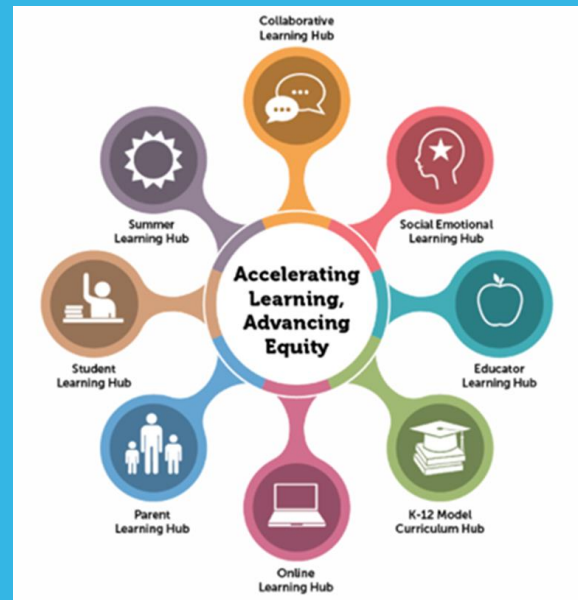 Collaborative
Learning Hub
Summer
Learning Hub
Social Emotional
Learning Hub
Accelerating
Learning,
Advancing
Equity
Student
Learning Hub
Educator
Learning Hub
Parent
Learning Hub
K-12 Model
Curriculum Hub
Online
Learning Hub